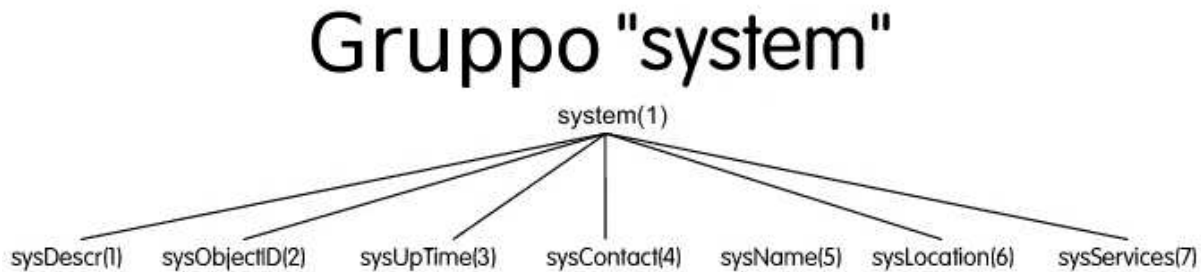 Gruppo "system"
system(1)
sysDescr(1) sysObjectID(2) sysUpTime(3) sysContact(4) sysName(5) sysLocation(6) sysServices(7)